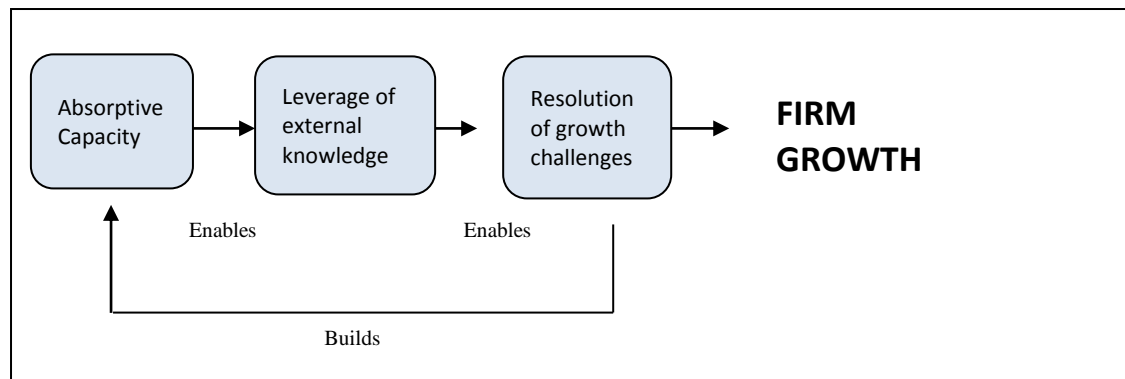 Absorptive
Capacity
Leverage of
external
knowledge
Resolution
of growth
challenges
FIRM
GROWTH
Enables
Enables
Builds